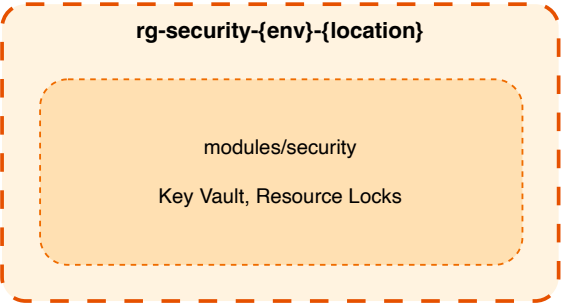 rg-security-{env}-{location}
modules/security
Key Vault, Resource Locks